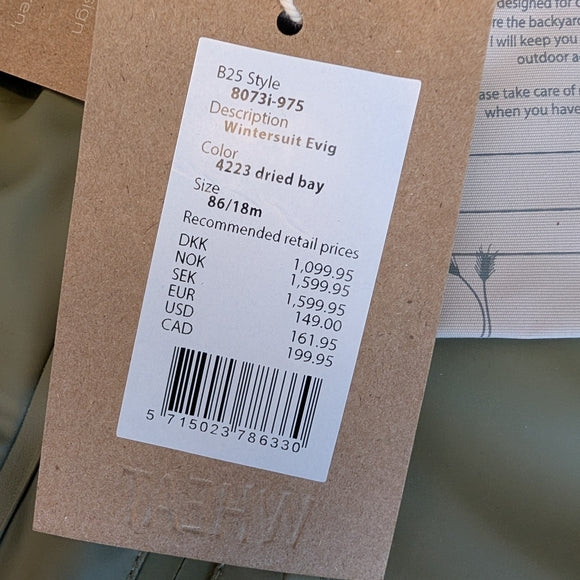 B25 Style
8073i-975
Description
Wintersuit Evig
Color
4223 dried bay
Size
86/18m
Recommended retail prices
DKK 1,099.95
NOK 1,599.95
SEK 1,599.95
EUR 149.00
USD 161.95
CAD 199.95
5 715023 786330
WHEAT
designed for
re the backyard
I will keep you
outdoor a
ase take care of
when you have
sign
en,